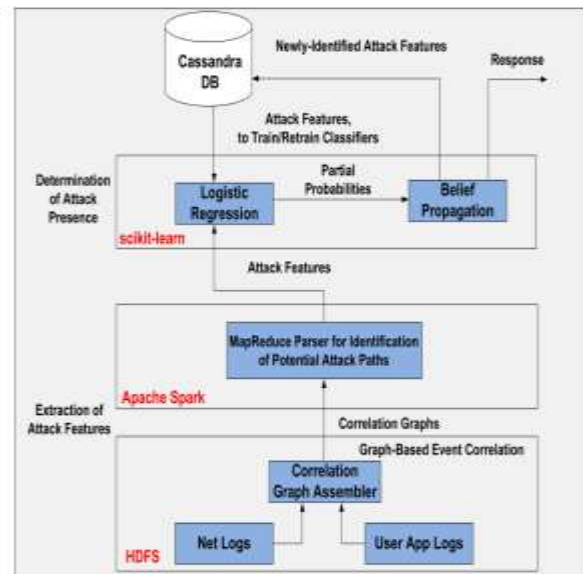 Cassandra
DB
Newly-Identified Attack Features
Response
Attack Features,
to Train/Retrain Classifiers
Determination
of Attack
Presence
Logistic
Regression
Partial
Probabilities
Belief
Propagation
scikit-learn
Attack Features
MapReduce Parser for Identification
of Potential Attack Paths
Apache Spark
Extraction of
Attack Features
Correlation Graphs
Graph-Based Event Correlation
Correlation
Graph Assembler
Net Logs
User App Logs
HDFS